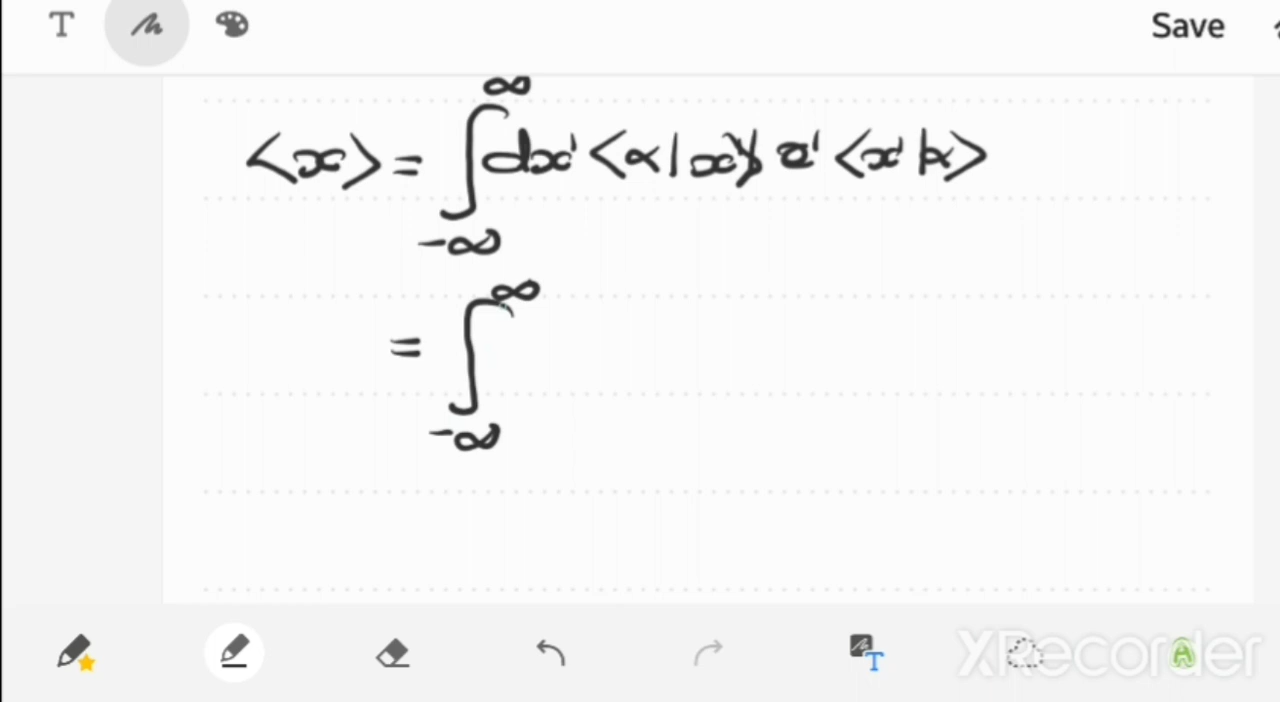 T Save
∞
<x> = ∫ dx' <α|x'> x' <x'|α>
-∞
∞
= ∫
-∞
T XRecorder